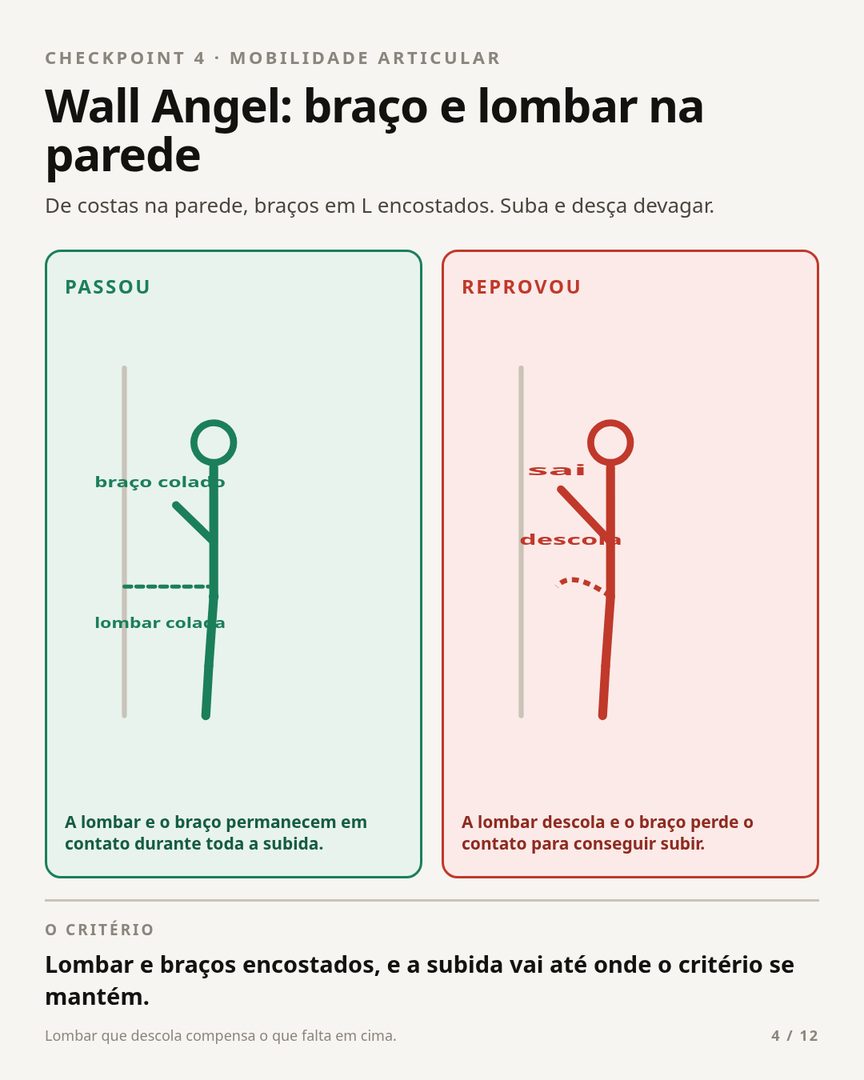 CHECKPOINT 4 · MOBILIDADE ARTICULAR
Wall Angel: braço e lombar na
parede
De costas na parede, braços em L encostados. Suba e desça devagar.
PASSOU
braço colado
lombar colada
A lombar e o braço permanecem em
contato durante toda a subida.
REPROVOU
sai
descola
A lombar descola e o braço perde o
contato para conseguir subir.
O CRITÉRIO
Lombar e braços encostados, e a subida vai até onde o critério se
mantém.
Lombar que descola compensa o que falta em cima.
4 / 12